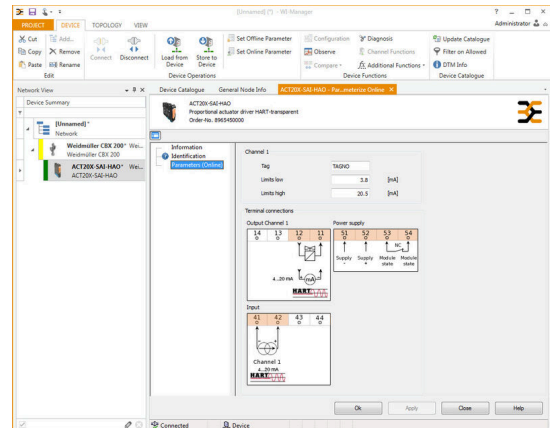 [Unnamed] (*) - WI-Manager
PROJECT DEVICE TOPOLOGY VIEW
Administrator
Cut Add...
Copy Remove
Paste Rename
Edit
Connect Disconnect
Load from Device
Store to Device
Set Offline Parameter
Set Online Parameter
Device Operations
Configuration Diagnosis
Observe Channel Functions
Compare Additional Functions
Device Functions
Update Catalogue
Filter on Allowed
DTM Info
Device Catalogue
Network View
Device Summary
[Unnamed]*
Network
Weidmüller CBX 200* Wei...
Weidmüller CBX 200
ACT20X-SAI-HAO* Wei...
ACT20X-SAI-HAO
Device Catalogue General Node Info ACT20X-SAI-HAO - Par...meterize Online
ACT20X-SAI-HAO
Proportional actuator driver HART-transparent
Order-No. 8965450000
Information
Identification
Parameters (Online)
Channel 1
Tag TAGNO
Limits low 3.8 [mA]
Limits high 20.5 [mA]
Terminal connections
Output Channel 1 Power supply
14 13 12 11
4...20 mA
mA
HART
51 52 53 54
NC
Supply - Supply + Module state Module state
Input
41 42 43 44
Channel 1
4...20 mA
HART
Ok Apply Close Help
Connected Device